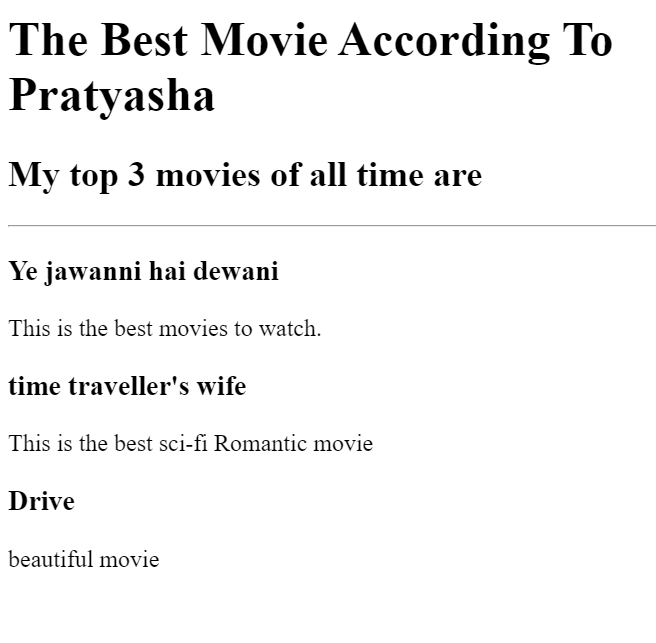 The Best Movie According To
Pratyasha
My top 3 movies of all time are
Ye jawanni hai dewani
This is the best movies to watch.
time traveller's wife
This is the best sci-fi Romantic movie
Drive
beautiful movie